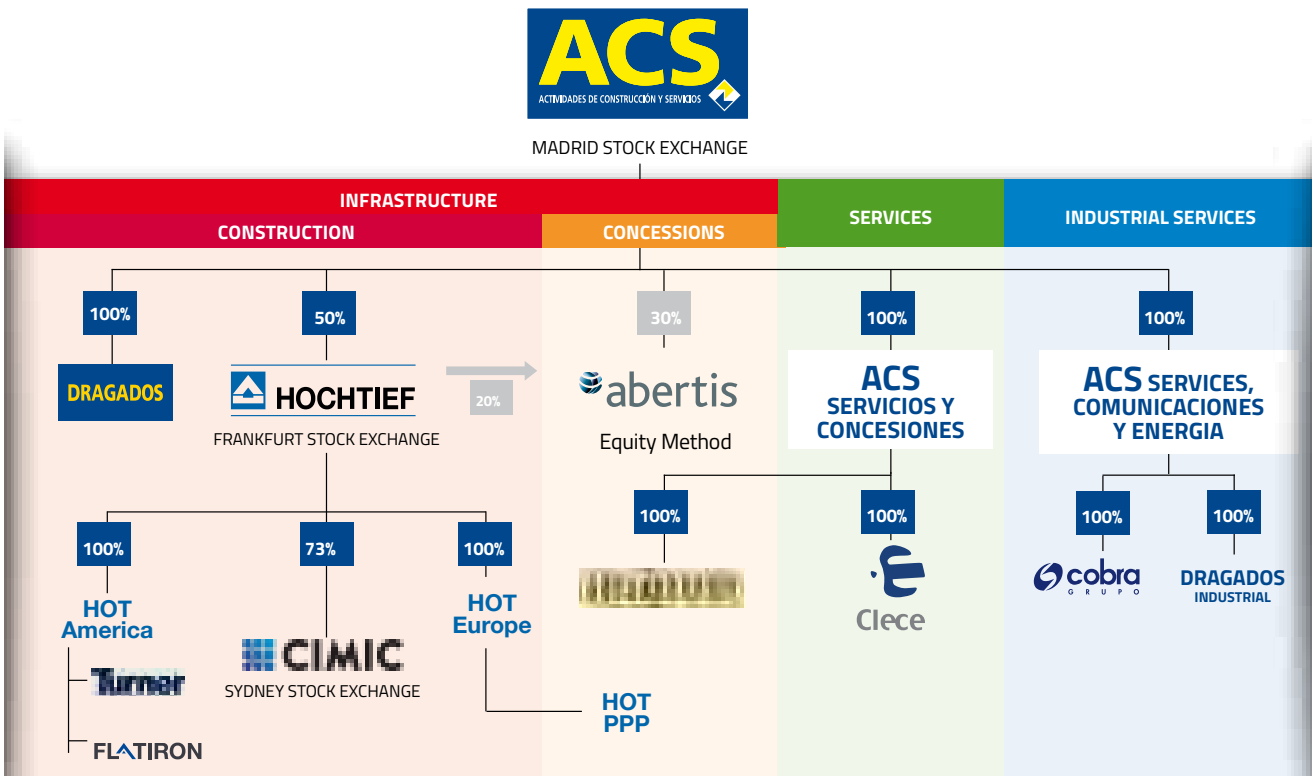 ACS
ACTIVIDADES DE CONSTRUCCIÓN Y SERVICIOS
MADRID STOCK EXCHANGE
INFRASTRUCTURE
SERVICES
INDUSTRIAL SERVICES
CONSTRUCTION
CONCESSIONS
100%
50%
30%
100%
100%
DRAGADOS
HOCHTIEF
FRANKFURT STOCK EXCHANGE
20%
abertis
Equity Method
ACS
SERVICIOS Y
CONCESIONES
ACS SERVICES,
COMUNICACIONES
Y ENERGIA
100%
73%
100%
100%
100%
100%
100%
HOT
America
Turner
FLATIRON
CIMIC
SYDNEY STOCK EXCHANGE
HOT
Europe
HOT
PPP
Clece
cobra
GRUPO
DRAGADOS
INDUSTRIAL